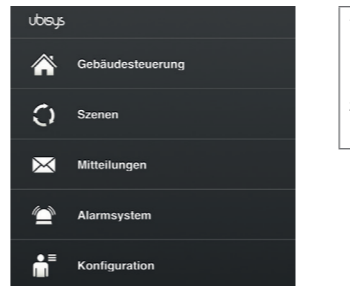 ubisys
Gebäudesteuerung
Szenen
Mitteilungen
Alarmsystem
Konfiguration